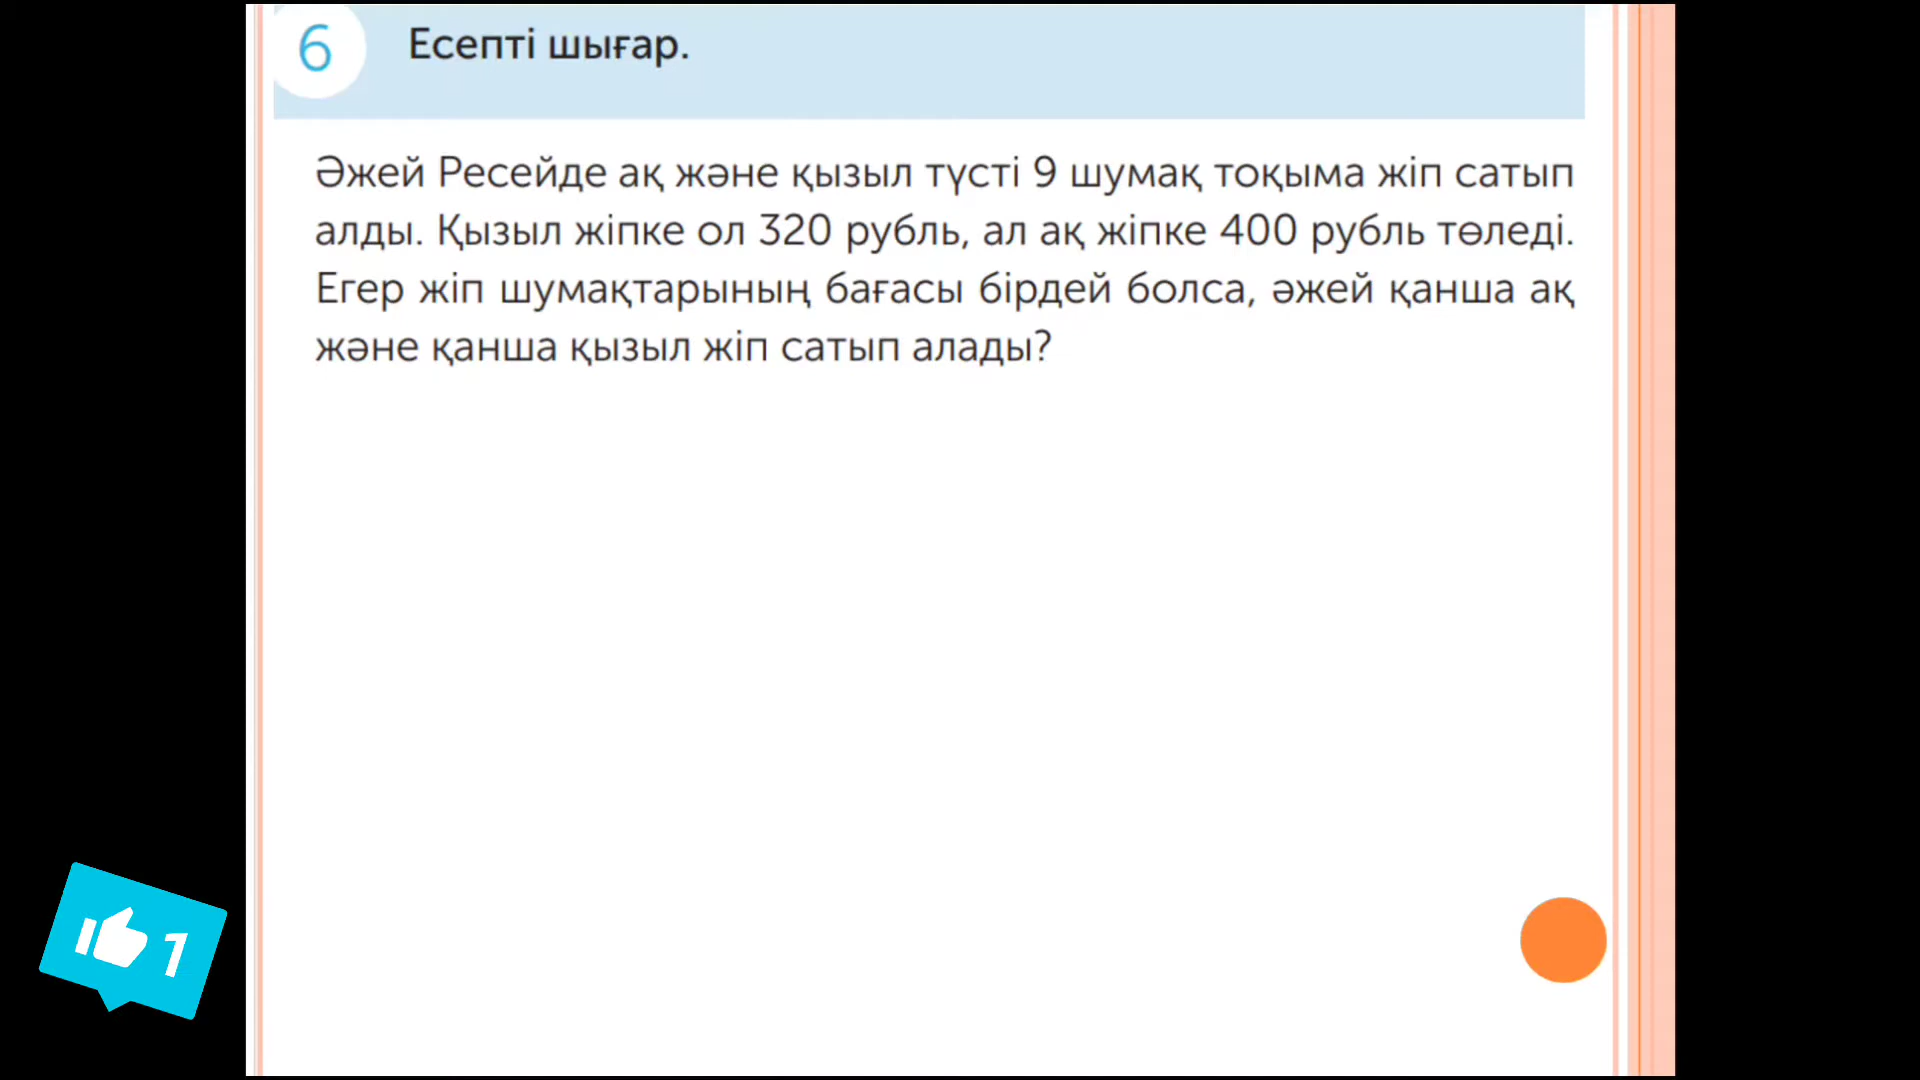 6 Есепті шығар.
Әжей Ресейде ақ және қызыл түсті 9 шумақ тоқыма жіп сатып
алды. Қызыл жіпке ол 320 рубль, ал ақ жіпке 400 рубль төледі.
Егер жіп шумақтарының бағасы бірдей болса, әжей қанша ақ
және қанша қызыл жіп сатып алады?
1